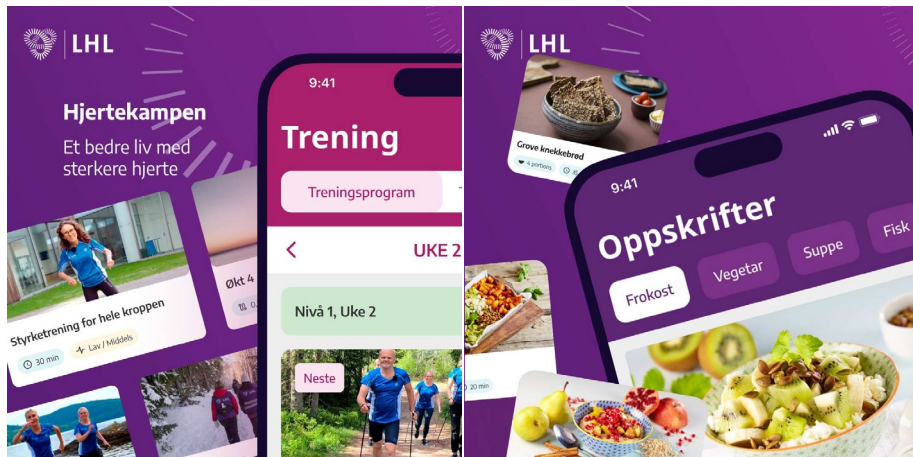 LHL
Hjertekampen
Et bedre liv med
sterkere hjerte
Styrketrening for hele kroppen
30 min
Lav / Middels
Økt 4
9:41
Trening
Treningsprogram
UKE 2
Nivå 1, Uke 2
Neste
LHL
Grove knekkebrød
4 portions
20 min
9:41
Oppskrifter
Frokost
Vegetar
Suppe
Fisk